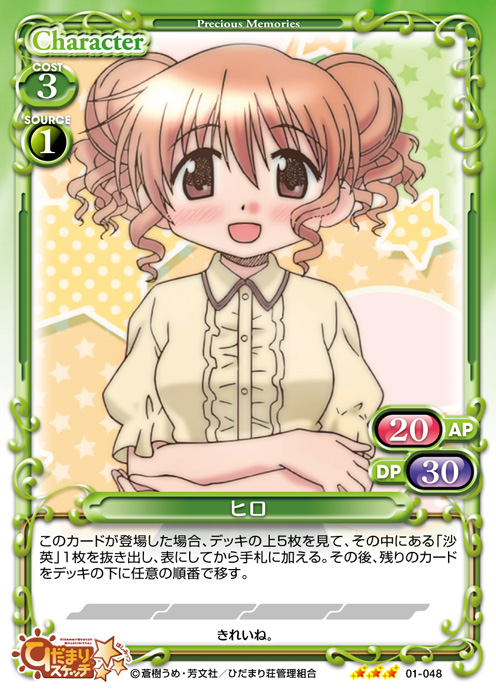 Precious Memories
Character
COST
3
SOURCE
1
20 AP
DP 30
ヒロ
このカードが登場した場合、デッキの上5枚を見て、その中にある「沙
英」1枚を抜き出し、表にしてから手札に加える。その後、残りのカード
をデッキの下に任意の順番で移す。
きれいね。
ひだまり
スケッチ
©蒼樹うめ・芳文社/ひだまり荘管理組合
01-048